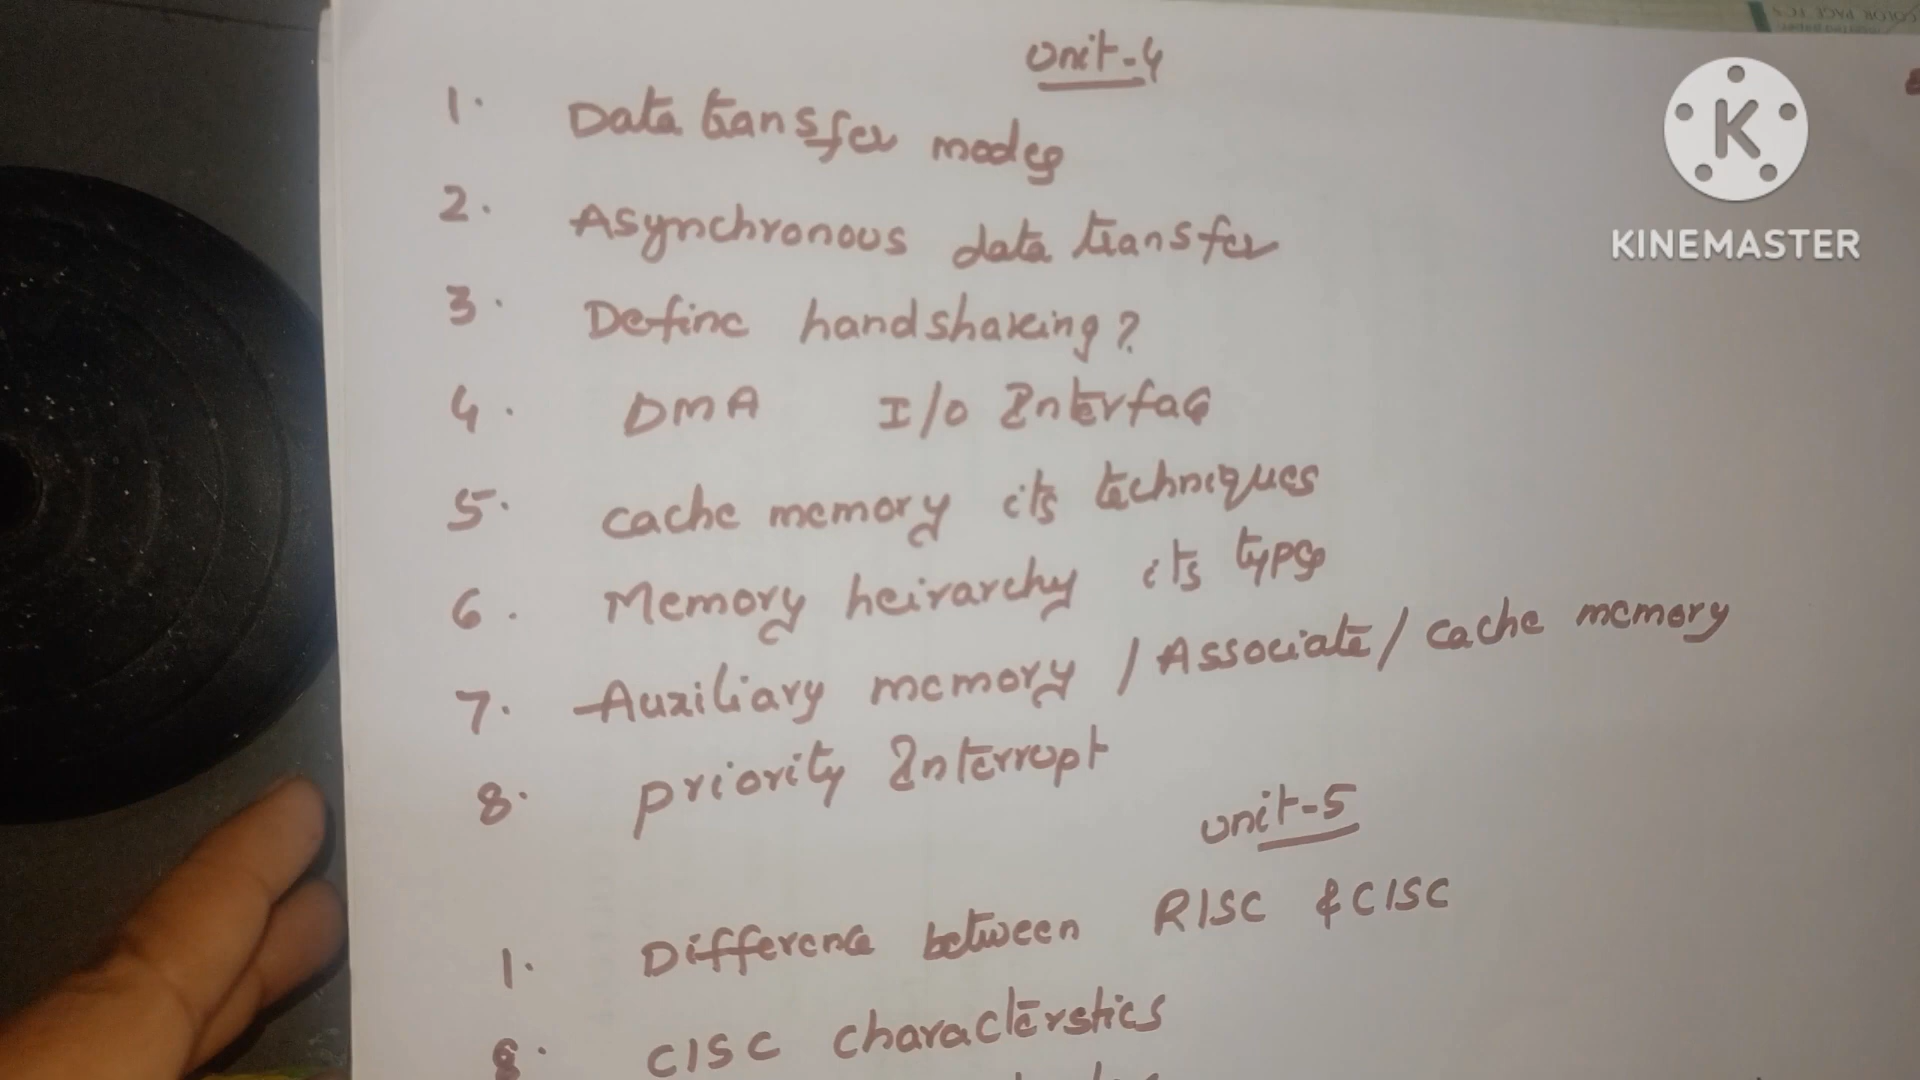 Unit-4
1. Data transfer modes
2. Asynchronous data transfer
3. Define handshaking?
4. DMA I/O Interface
5. cache memory its techniques
6. Memory heirarchy its types
7. Auxiliary memory / Associate / cache memory
8. priority Interrupt
Unit-5
1. Difference between RISC & CISC
CISC characterstics
KINEMASTER